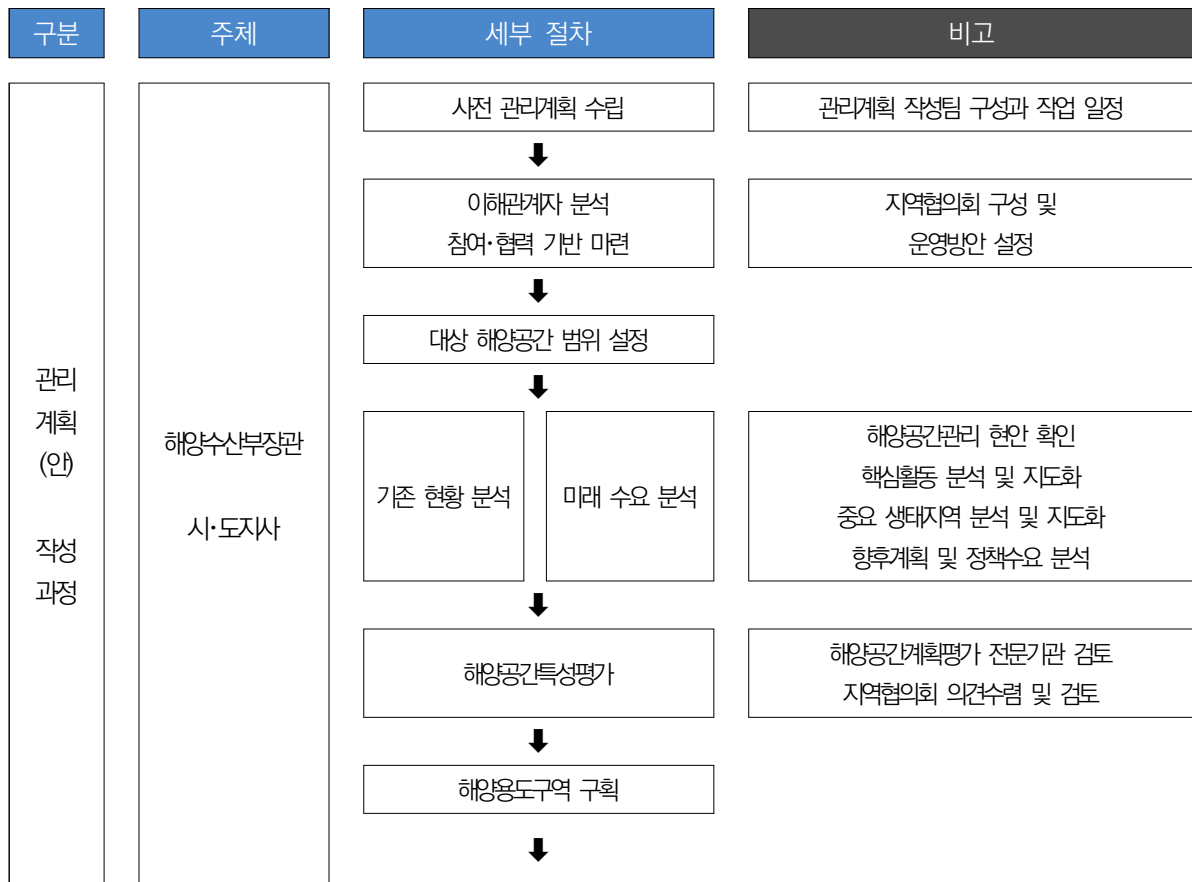 구분
주체
세부 절차
비고
관리
계획
(안)
작성
과정
해양수산부장관
시·도지사
사전 관리계획 수립
관리계획 작성팀 구성과 작업 일정
이해관계자 분석
참여·협력 기반 마련
지역협의회 구성 및
운영방안 설정
대상 해양공간 범위 설정
기존 현황 분석
미래 수요 분석
해양공간관리 현안 확인
핵심활동 분석 및 지도화
중요 생태지역 분석 및 지도화
향후계획 및 정책수요 분석
해양공간특성평가
해양공간계획평가 전문기관 검토
지역협의회 의견수렴 및 검토
해양용도구역 구획